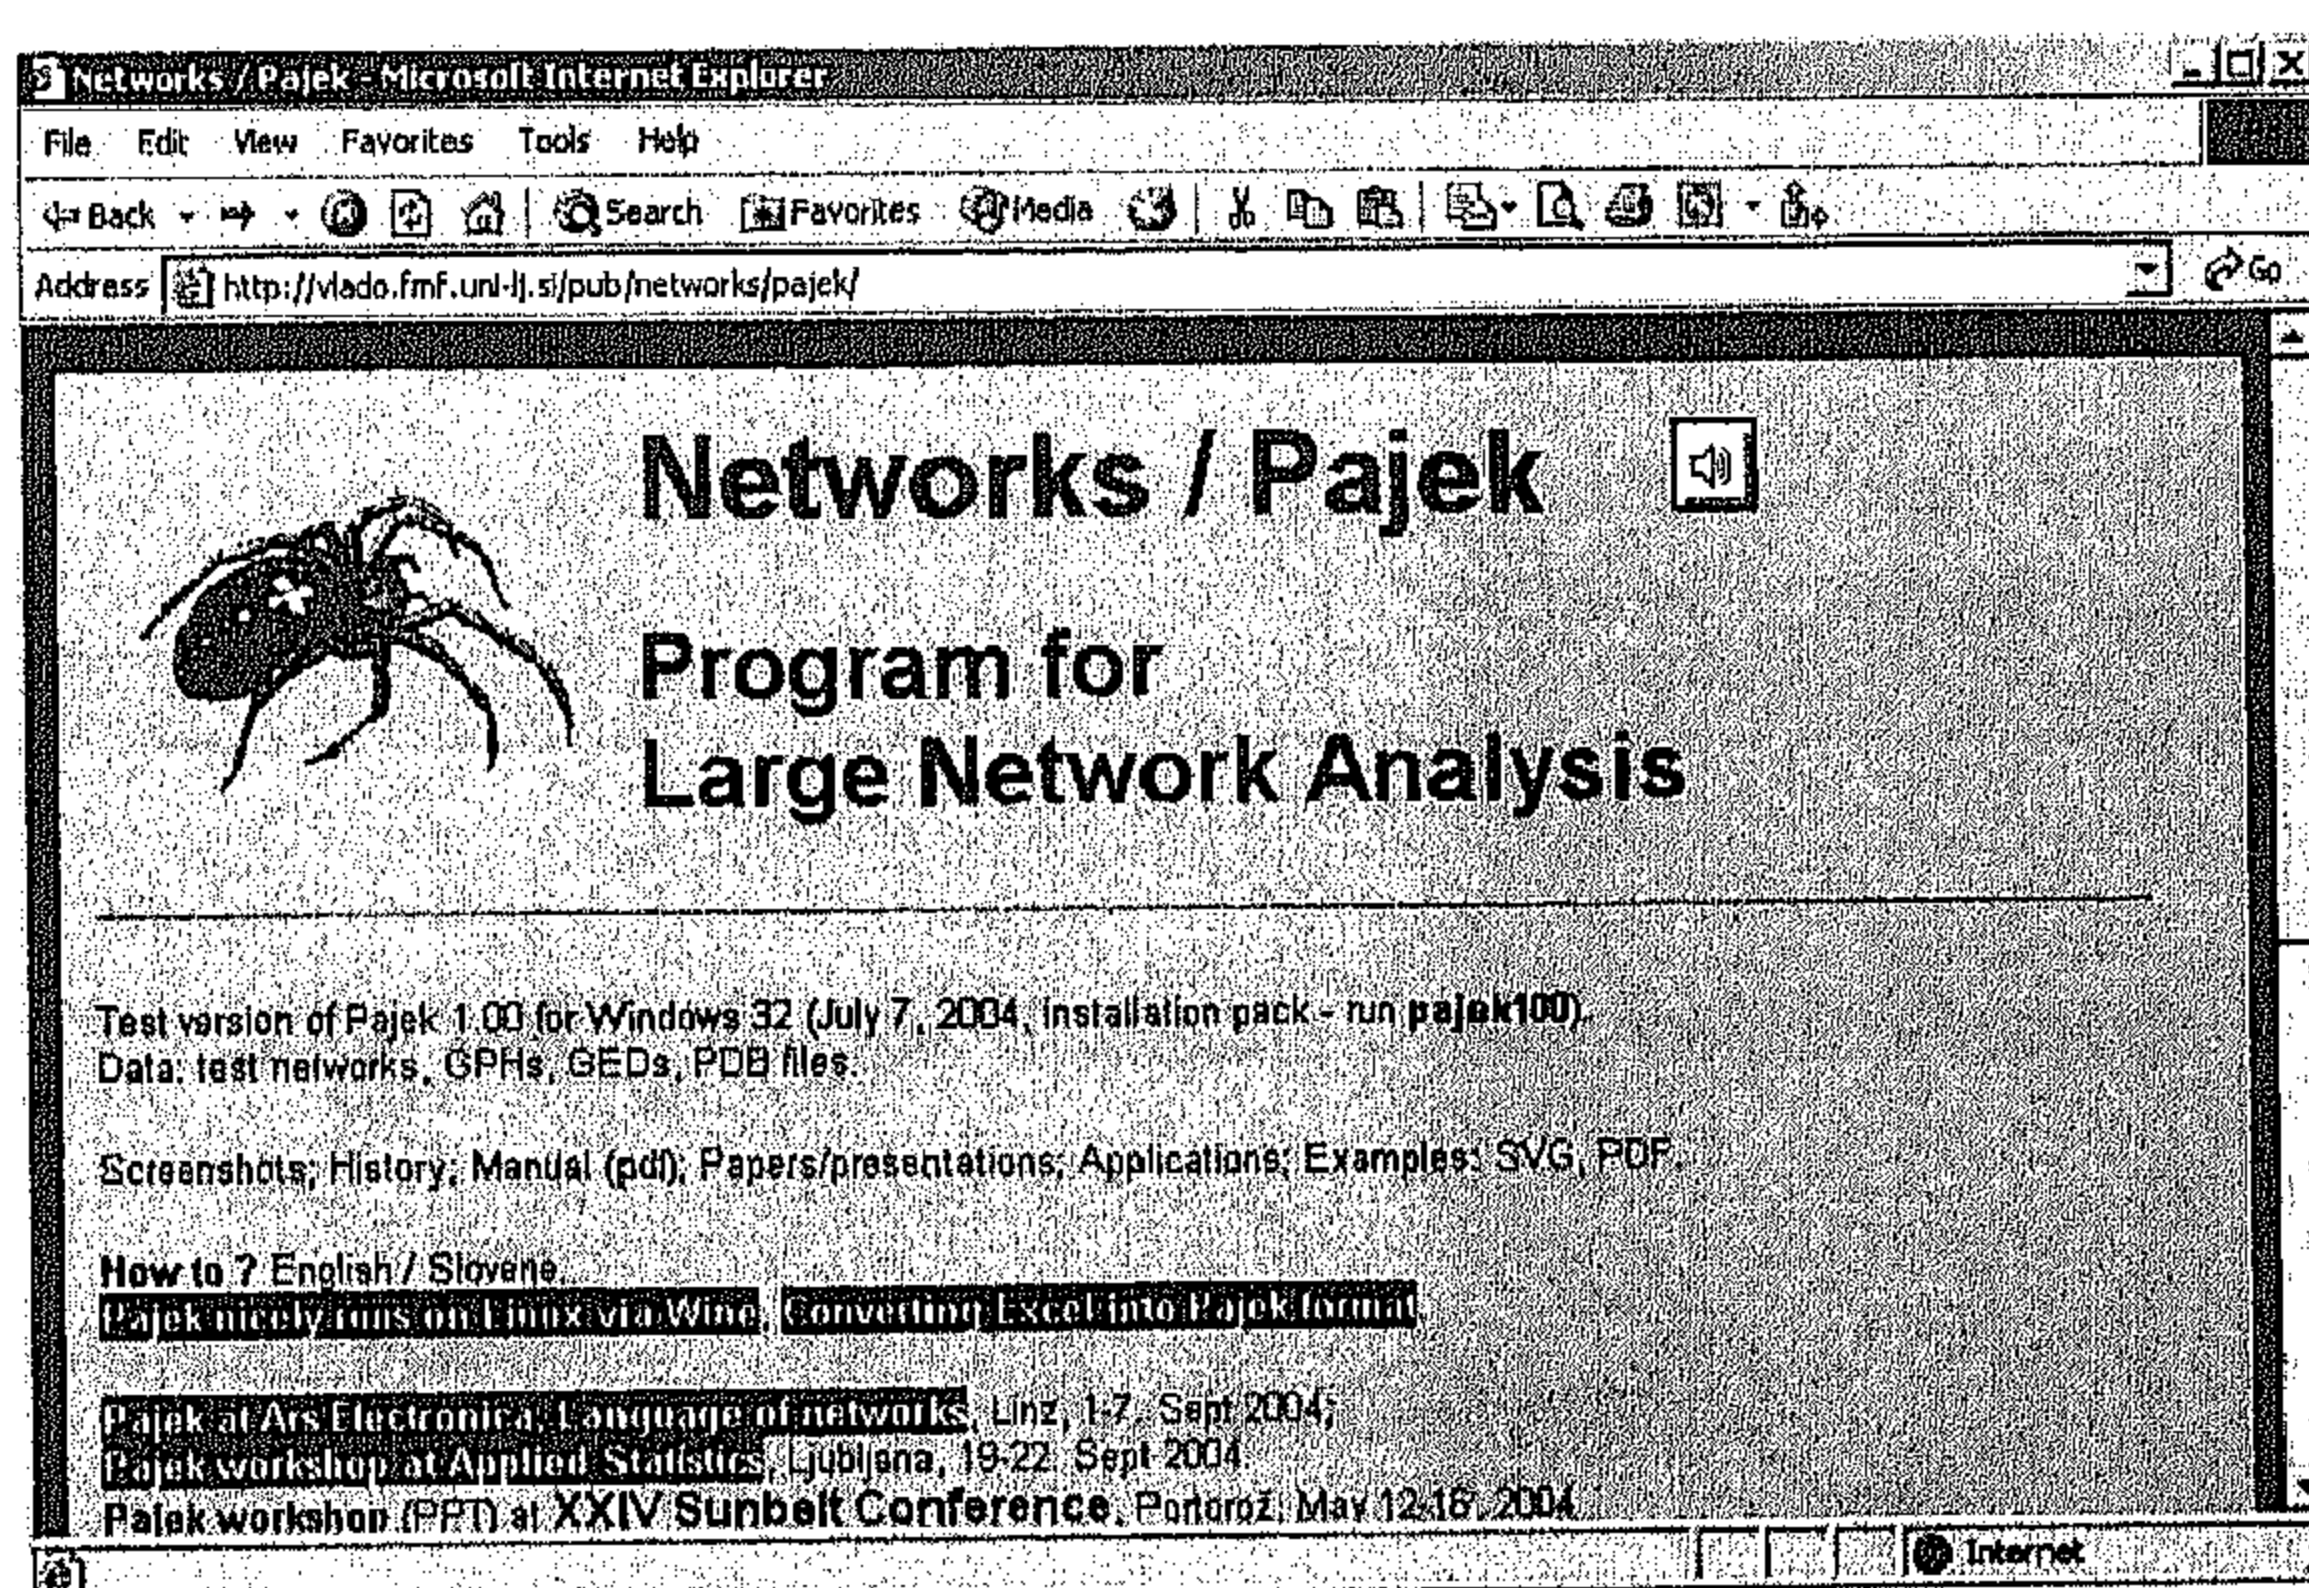 Networks / Pajek - Microsoft Internet Explorer
File Edit View Favorites Tools Help
Back Search Favorites Media
Address http://vlado.fmf.uni-lj.si/pub/networks/pajek/ Go
Networks / Pajek
Program for
Large Network Analysis
Test version of Pajek 1.00 for Windows 32 (July 7, 2004, installation pack - run pajek100).
Data: test networks, GPHs, GEDs, PDB files.
Screenshots; History; Manual (pdf); Papers/presentations; Applications; Examples: SVG, PDF.
How to ? English / Slovene.
Pajek nicely runs on Linux via Wine, Converting Excel into Pajek format.
Pajek at Ars Electronica, Language of networks, Linz, 1-7. Sept 2004;
Pajek workshop at Applied Statistics, Ljubljana, 19-22. Sept 2004.
Pajek workshop (PPT) at XXIV Sunbelt Conference, Portorož, May 12-16, 2004
Internet